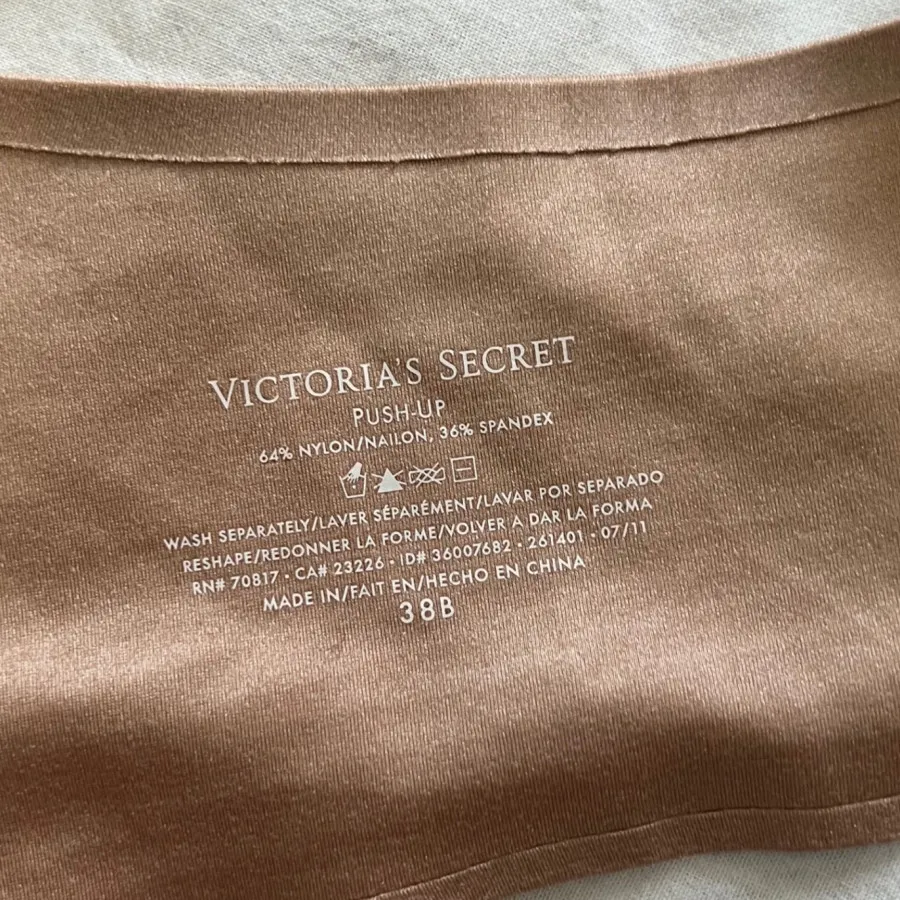 VICTORIA'S SECRET
PUSH-UP
64% NYLON/NAILON, 36% SPANDEX
WASH SEPARATELY/LAVER SÉPARÉMENT/LAVAR POR SEPARADO
RESHAPE/REDONNER LA FORME/VOLVER A DAR LA FORMA
RN# 70817 • CA# 23226 • ID# 36007682 • 261401 • 07/11
MADE IN/FAIT EN/HECHO EN CHINA
38B